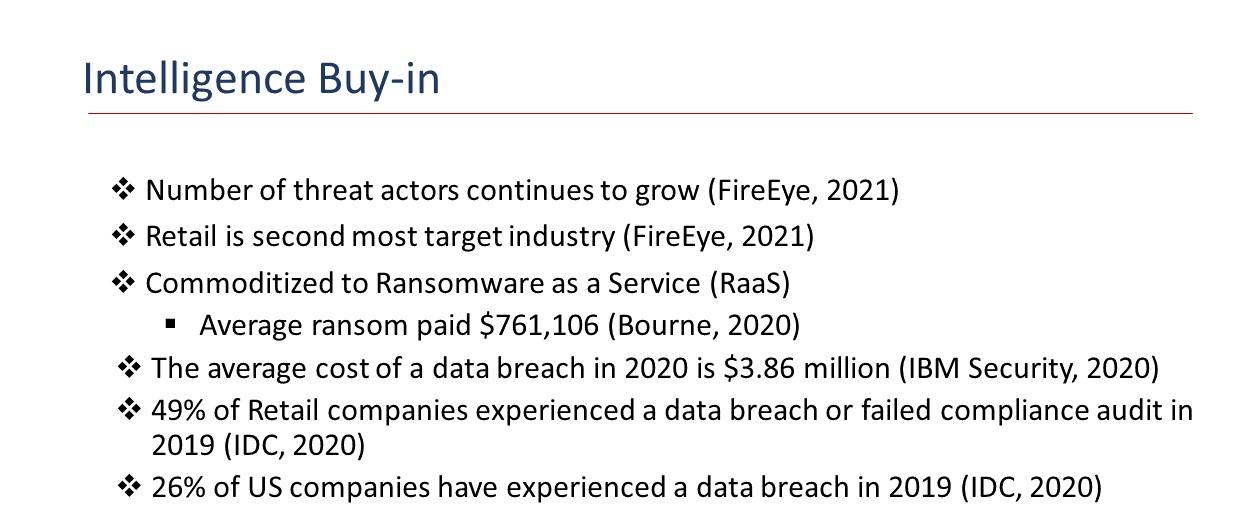 Intelligence Buy-in
❖ Number of threat actors continues to grow (FireEye, 2021)
❖ Retail is second most target industry (FireEye, 2021)
❖ Commoditized to Ransomware as a Service (RaaS)
▪ Average ransom paid $761,106 (Bourne, 2020)
❖ The average cost of a data breach in 2020 is $3.86 million (IBM Security, 2020)
❖ 49% of Retail companies experienced a data breach or failed compliance audit in
2019 (IDC, 2020)
❖ 26% of US companies have experienced a data breach in 2019 (IDC, 2020)